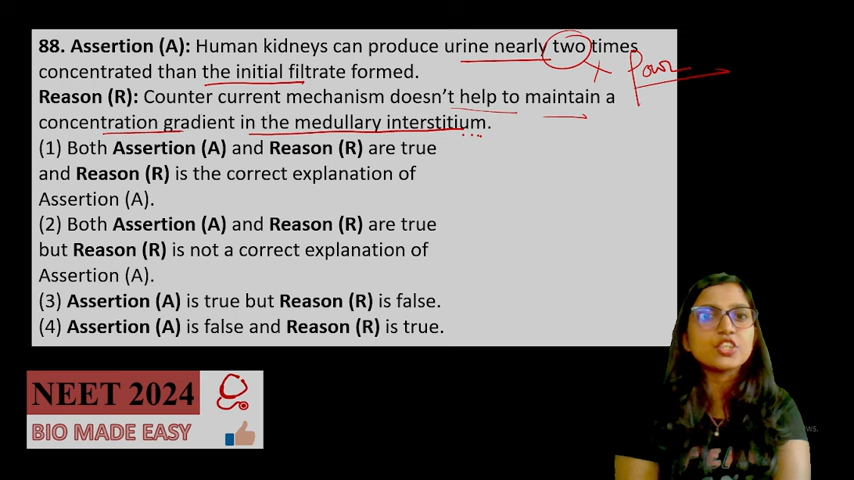 88. Assertion (A): Human kidneys can produce urine nearly two times
concentrated than the initial filtrate formed.
Four
Reason (R): Counter current mechanism doesn't help to maintain a
concentration gradient in the medullary interstitium.
(1) Both Assertion (A) and Reason (R) are true
and Reason (R) is the correct explanation of
Assertion (A).
(2) Both Assertion (A) and Reason (R) are true
but Reason (R) is not a correct explanation of
Assertion (A).
(3) Assertion (A) is true but Reason (R) is false.
(4) Assertion (A) is false and Reason (R) is true.
NEET 2024
BIO MADE EASY